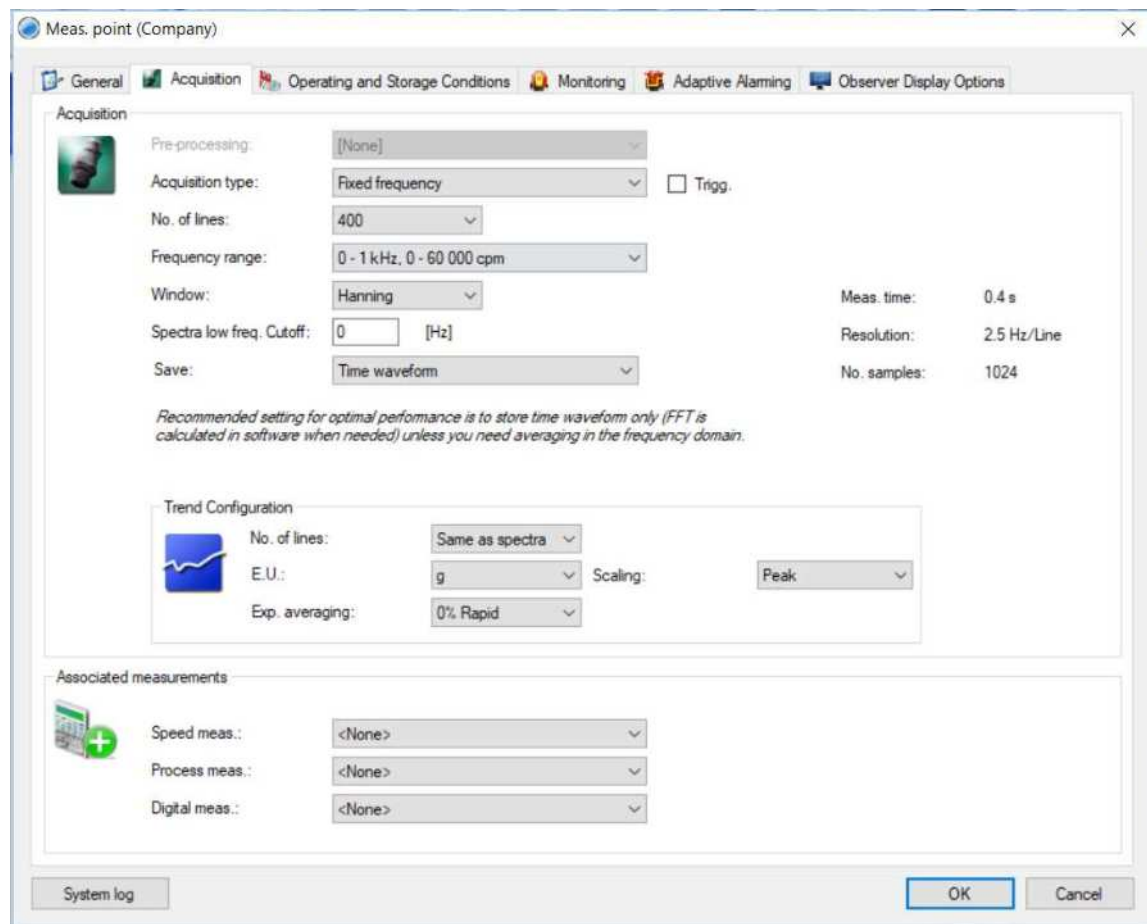 Meas. point (Company)
General Acquisition Operating and Storage Conditions Monitoring Adaptive Alarming Observer Display Options
Acquisition
Pre-processing: [None]
Acquisition type: Fixed frequency Trigg.
No. of lines: 400
Frequency range: 0 - 1 kHz, 0 - 60 000 cpm
Window: Hanning Meas. time: 0.4 s
Spectra low freq. Cutoff: 0 [Hz] Resolution: 2.5 Hz/Line
Save: Time waveform No. samples: 1024
Recommended setting for optimal performance is to store time waveform only (FFT is
calculated in software when needed) unless you need averaging in the frequency domain.
Trend Configuration
No. of lines: Same as spectra
E.U.: g Scaling: Peak
Exp. averaging: 0% Rapid
Associated measurements
Speed meas.: <None>
Process meas.: <None>
Digital meas.: <None>
System log OK Cancel